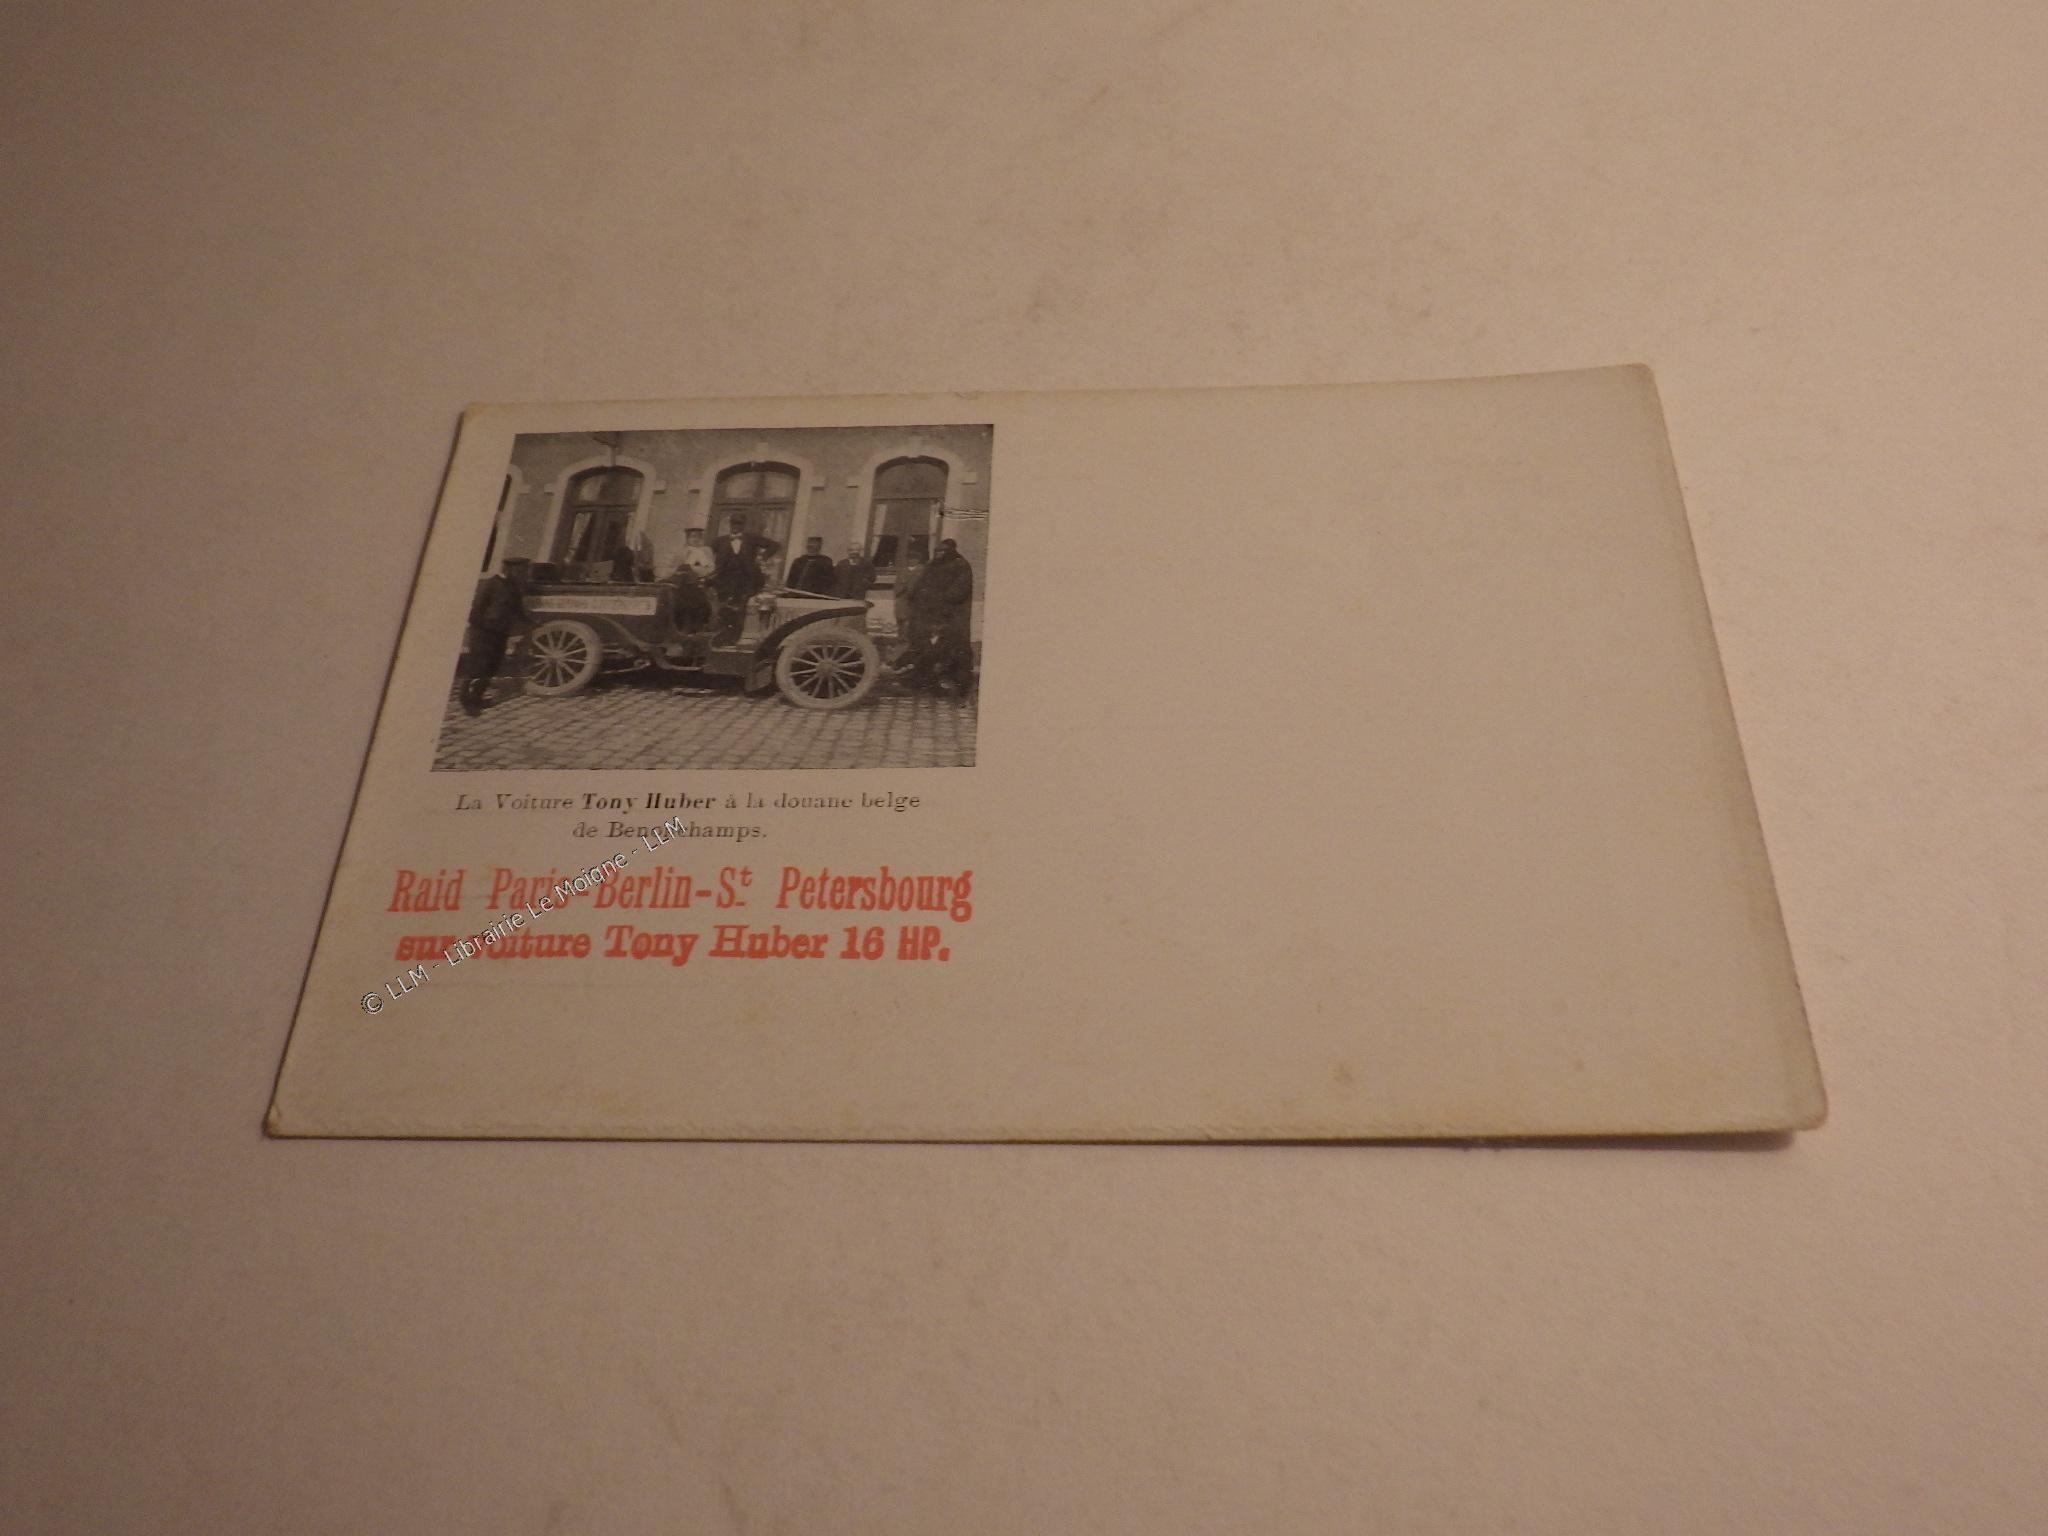 La Voiture Tony Huber à la douane belge
de Benonchamps.
Raid Paris-Berlin-St Petersbourg
sur voiture Tony Huber 16 HP.
© LLM - Librairie Le Moigne - LLM